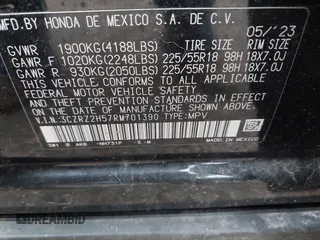 MFD.BY HONDA DE MEXICO S.A. DE C.V.
05/'23
GVWR 1900KG(4188LBS) TIRE SIZE RIM SIZE
GAWR F 1020KG(2248LBS) 225/55R18 98H 18X7.0J
GAWR R 930KG(2050LBS) 225/55R18 98H 18X7.0J
THIS VEHICLE CONFORMS TO ALL APPLICABLE
FEDERAL MOTOR VEHICLE SAFETY AND
THEFT PREVENTION STANDARDS IN EFFECT ON
THE DATE OF MANUFACTURE SHOWN ABOVE.
V.I.N:3CZRZ2H57RM701390 TYPE:MPV
NH731P MADE IN MEXICO
DREAMBID